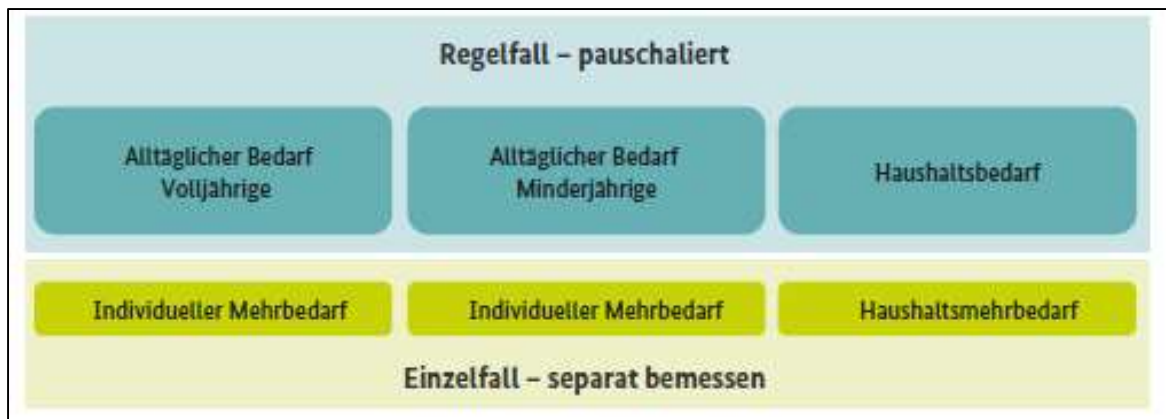 Regelfall – pauschaliert
Alltäglicher Bedarf
Volljährige
Alltäglicher Bedarf
Minderjährige
Haushaltsbedarf
Individueller Mehrbedarf
Individueller Mehrbedarf
Haushaltsmehrbedarf
Einzelfall – separat bemessen